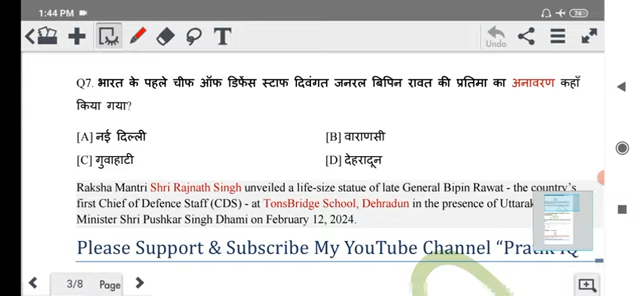 1:44 PM
74
Undo
Q7. भारत के पहले चीफ ऑफ डिफेंस स्टाफ दिवंगत जनरल बिपिन रावत की प्रतिमा का अनावरण कहाँ
किया गया?
[A] नई दिल्ली [B] वाराणसी
[C] गुवाहाटी [D] देहरादून
Raksha Mantri Shri Rajnath Singh unveiled a life-size statue of late General Bipin Rawat - the country's
first Chief of Defence Staff (CDS) - at TonsBridge School, Dehradun in the presence of
Minister Shri Pushkar Singh Dhami on February 12, 2024.
Please Support & Subscribe My YouTube Channel “Pratik IQ
3/8 Page